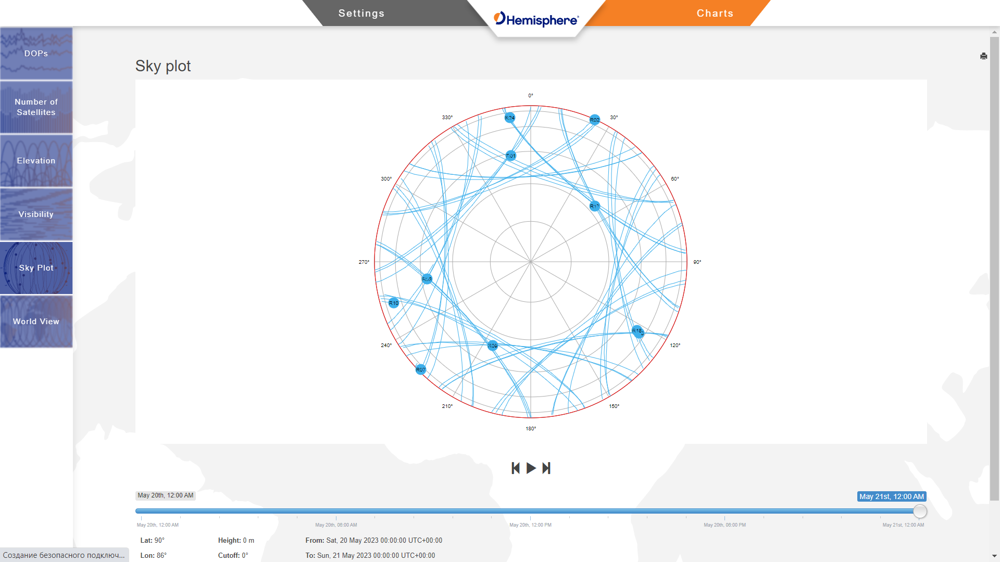 Settings
Hemisphere
Charts
DOPs
Number of
Satellites
Elevation
Visibility
Sky Plot
World View
Sky plot
0°
30°
60°
90°
120°
150°
180°
210°
240°
270°
300°
330°
R24
R02
R01
R17
R10
R18
R09
R07
May 20th, 12:00 AM
May 21st, 12:00 AM
May 20th, 12:00 AM
May 20th, 06:00 AM
May 20th, 12:00 PM
May 20th, 06:00 PM
May 21st, 12:00 AM
Lat: 90°
Height: 0 m
From: Sat, 20 May 2023 00:00:00 UTC+00:00
Lon: 86°
Cutoff: 0°
To: Sun, 21 May 2023 00:00:00 UTC+00:00
Создание безопасного подключ...